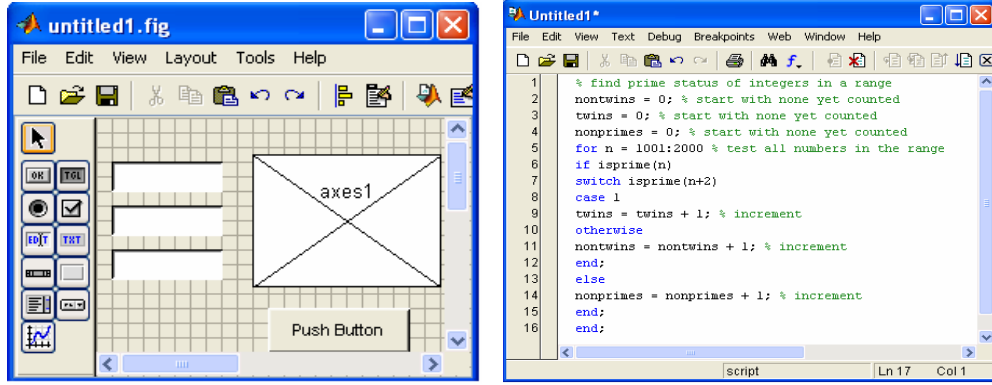 untitled1.fig
File Edit View Layout Tools Help
OK TGL
EDIT TXT
axes1
Push Button
Untitled1*
File Edit View Text Debug Breakpoints Web Window Help
1 % find prime status of integers in a range
2 nontwins = 0; % start with none yet counted
3 twins = 0; % start with none yet counted
4 nonprimes = 0; % start with none yet counted
5 for n = 1001:2000 % test all numbers in the range
6 if isprime(n)
7 switch isprime(n+2)
8 case 1
9 twins = twins + 1; % increment
10 otherwise
11 nontwins = nontwins + 1; % increment
12 end;
13 else
14 nonprimes = nonprimes + 1; % increment
15 end;
16 end;
script Ln 17 Col 1